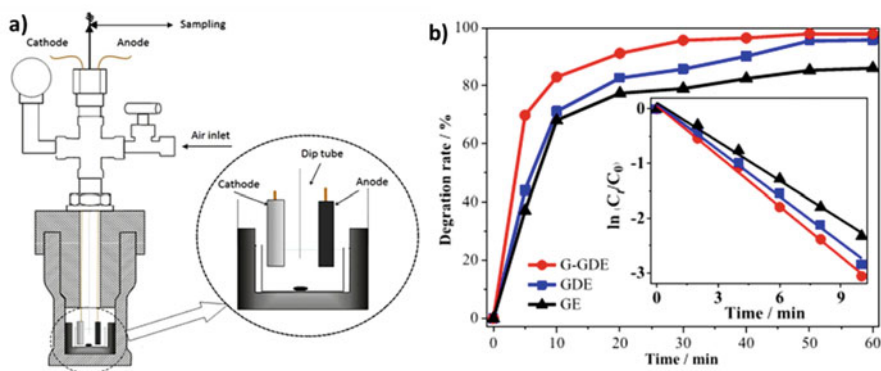 a)
Sampling
Cathode
Anode
Air inlet
Dip tube
Cathode
Anode
b)
Degration rate / %
100
80
60
40
20
0
0
10
20
30
40
50
60
Time / min
G-GDE
GDE
GE
ln (Ct/C0)
0
-1
-2
-3
0
3
6
9
Time / min